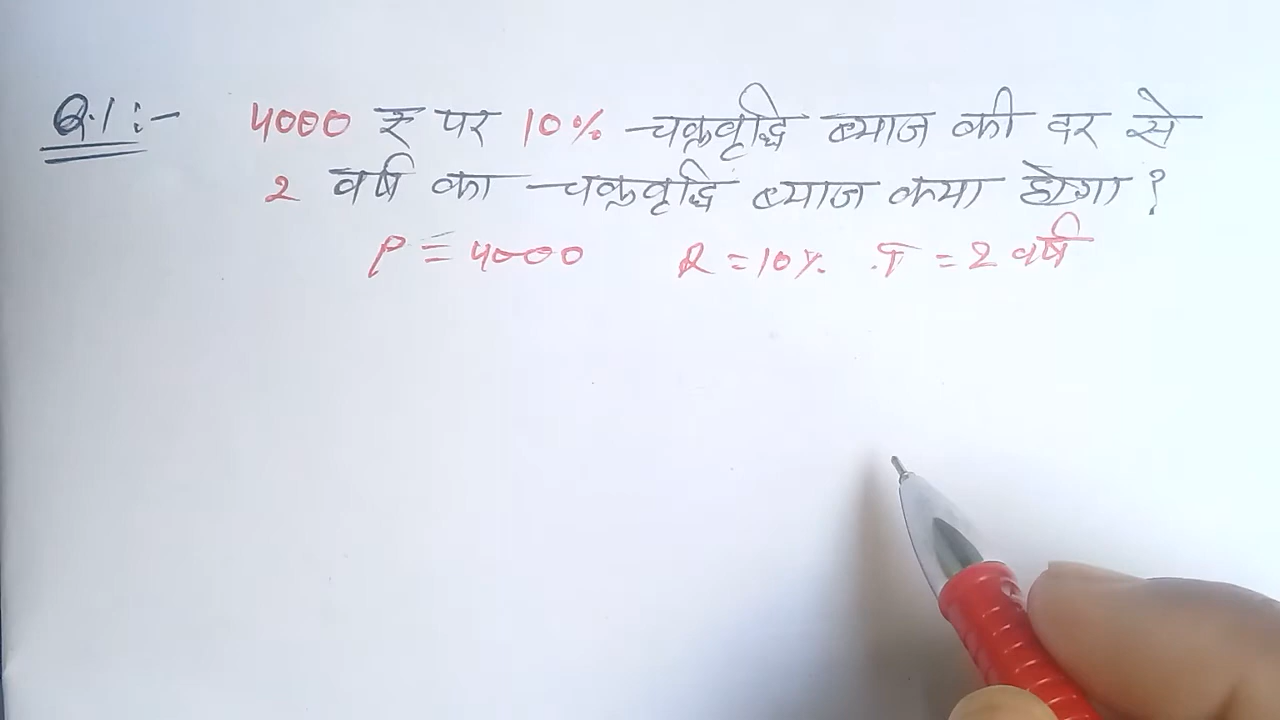 Q.1:- 4000 रु पर 10% चक्रवृद्धि ब्याज की दर से
2 वर्ष का चक्रवृद्धि ब्याज क्या होगा ?
P = 4000 R = 10% T = 2 वर्ष